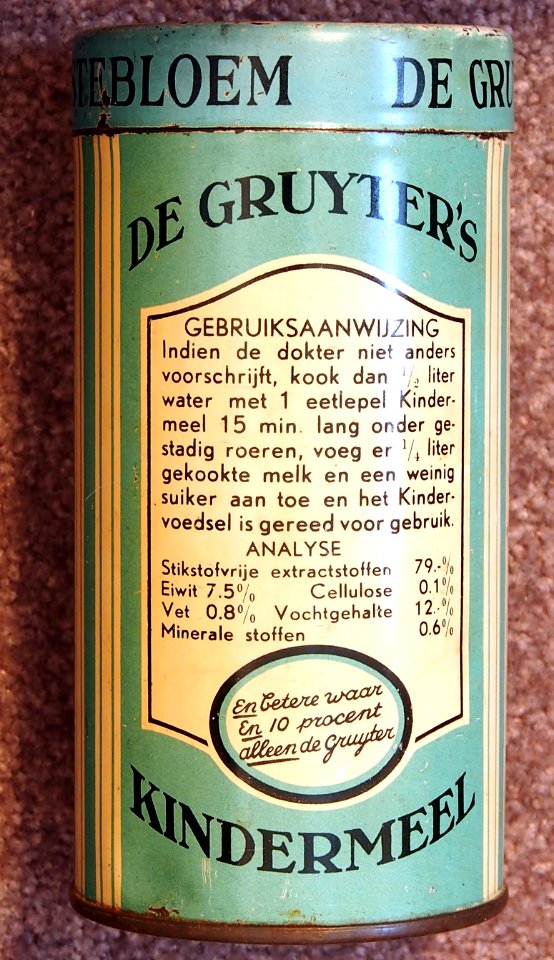 TEEBLOEM DE GRU
DE GRUYTER'S
GEBRUIKSAANWIJZING
Indien de dokter niet anders
voorschrijft, kook dan 1/2 liter
water met 1 eetlepel Kinder-
meel 15 min. lang onder ge-
stadig roeren, voeg er 1/4 liter
gekookte melk en een weinig
suiker aan toe en het Kinder-
voedsel is gereed voor gebruik.
ANALYSE
Stikstofvrije extractstoffen 79.-%
Eiwit 7.5% Cellulose 0.1%
Vet 0.8% Vochtgehalte 12.-%
Minerale stoffen 0.6%
En betere waar
En 10 procent
alleen de Gruyter
KINDERMEEL